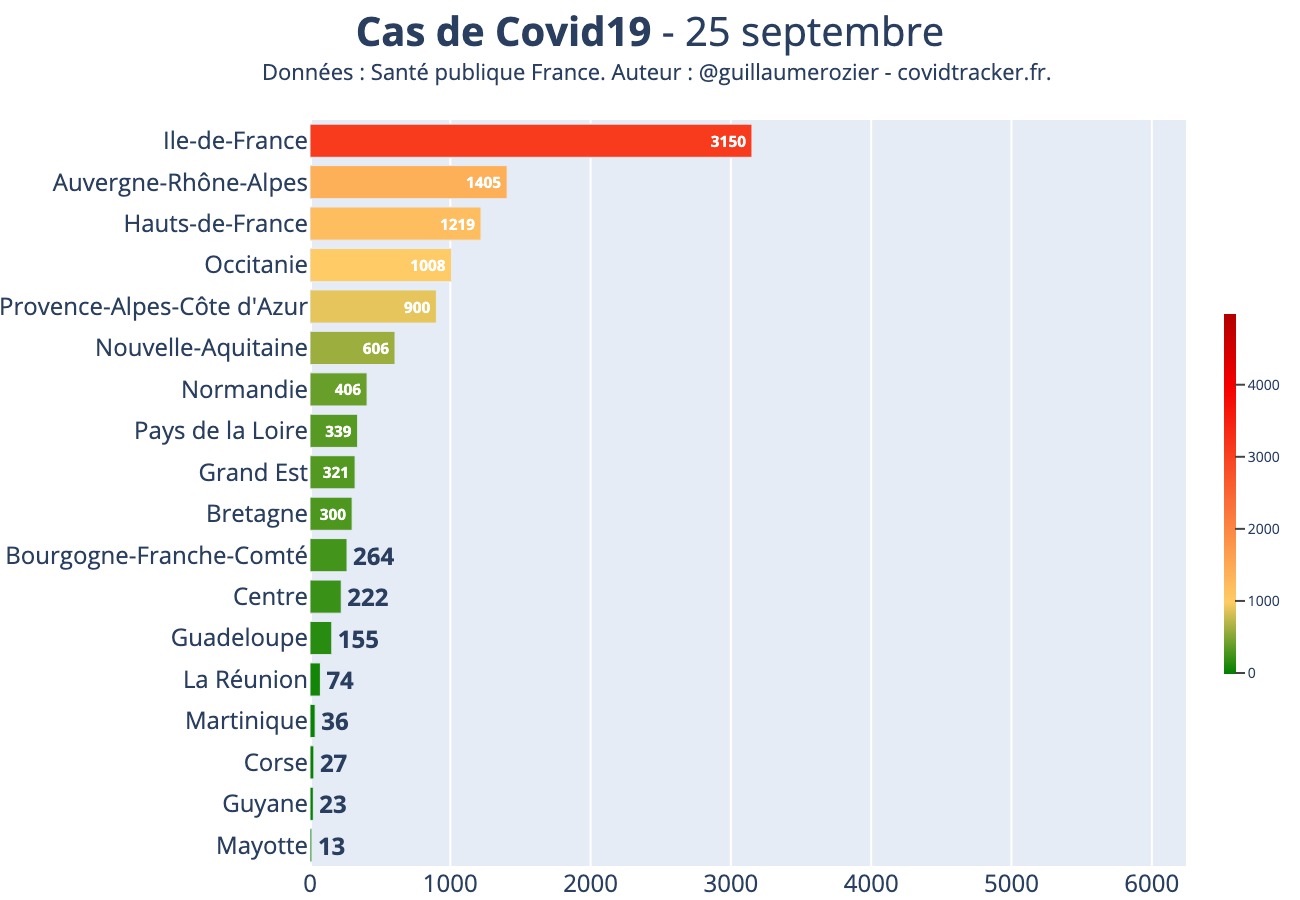 Cas de Covid19 - 25 septembre
Données : Santé publique France. Auteur : @guillaumerozier - covidtracker.fr.
Ile-de-France 3150
Auvergne-Rhône-Alpes 1405
Hauts-de-France 1219
Occitanie 1008
Provence-Alpes-Côte d'Azur 900
Nouvelle-Aquitaine 606
Normandie 406
Pays de la Loire 339
Grand Est 321
Bretagne 300
Bourgogne-Franche-Comté 264
Centre 222
Guadeloupe 155
La Réunion 74
Martinique 36
Corse 27
Guyane 23
Mayotte 13
0 1000 2000 3000 4000 5000 6000
4000
3000
2000
1000
0